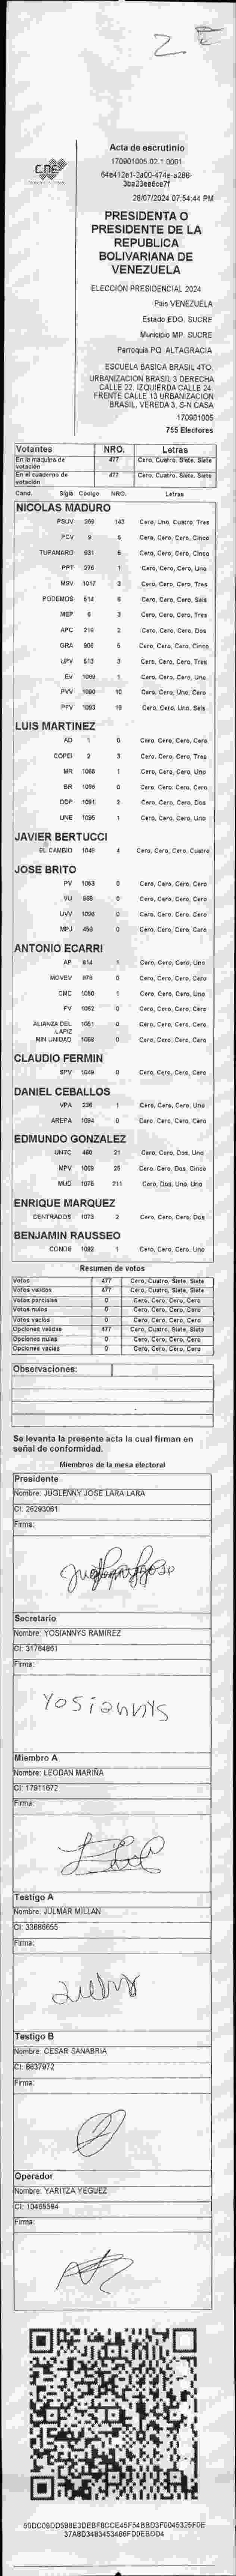 2 E
CNE
Acta de escrutinio
170901005.02.1.0001
64e412e1-2a00-474e-a288-
3ba23ee6ce7f
28/07/2024 07:54:44 PM
PRESIDENTA O
PRESIDENTE DE LA
REPUBLICA
BOLIVARIANA DE
VENEZUELA
ELECCIÓN PRESIDENCIAL 2024
País VENEZUELA
Estado EDO. SUCRE
Municipio MP. SUCRE
Parroquia PQ. ALTAGRACIA
ESCUELA BASICA BRASIL 4TO.
URBANIZACION BRASIL 3 DERECHA
CALLE 22. IZQUIERDA CALLE 24.
FRENTE CALLE 13 URBANIZACION
BRASIL, VEREDA 3, S-N CASA
170901005
755 Electores
Votantes NRO. Letras
En la máquina de votación 477 Cero, Cuatro, Siete, Siete
En el cuaderno de votación 477 Cero, Cuatro, Siete, Siete
Cand. Sigla Código NRO. Letras
NICOLAS MADURO
PSUV 269 143 Cero, Uno, Cuatro, Tres
PCV 9 5 Cero, Cero, Cero, Cinco
TUPAMARO 931 5 Cero, Cero, Cero, Cinco
PPT 276 1 Cero, Cero, Cero, Uno
MSV 1017 3 Cero, Cero, Cero, Tres
PODEMOS 514 6 Cero, Cero, Cero, Seis
MEP 6 3 Cero, Cero, Cero, Tres
APC 219 2 Cero, Cero, Cero, Dos
ORA 906 5 Cero, Cero, Cero, Cinco
UPV 513 3 Cero, Cero, Cero, Tres
EV 1089 1 Cero, Cero, Cero, Uno
PVV 1090 10 Cero, Cero, Uno, Cero
PFV 1093 16 Cero, Cero, Uno, Seis
LUIS MARTINEZ
AD 1 0 Cero, Cero, Cero, Cero
COPEI 2 3 Cero, Cero, Cero, Tres
MR 1065 1 Cero, Cero, Cero, Uno
BR 1086 0 Cero, Cero, Cero, Cero
DDP 1091 2 Cero, Cero, Cero, Dos
UNE 1095 1 Cero, Cero, Cero, Uno
JAVIER BERTUCCI
EL CAMBIO 1049 4 Cero, Cero, Cero, Cuatro
JOSE BRITO
PV 1053 0 Cero, Cero, Cero, Cero
VU 868 0 Cero, Cero, Cero, Cero
UVV 1096 0 Cero, Cero, Cero, Cero
MPJ 450 0 Cero, Cero, Cero, Cero
ANTONIO ECARRI
AP 814 1 Cero, Cero, Cero, Uno
MOVEV 979 0 Cero, Cero, Cero, Cero
CMC 1050 1 Cero, Cero, Cero, Uno
FV 1052 0 Cero, Cero, Cero, Cero
ALIANZA DEL LAPIZ 1051 0 Cero, Cero, Cero, Cero
MIN UNIDAD 1068 0 Cero, Cero, Cero, Cero
CLAUDIO FERMIN
SPV 1048 0 Cero, Cero, Cero, Cero
DANIEL CEBALLOS
VPA 236 1 Cero, Cero, Cero, Uno
AREPA 1094 0 Cero, Cero, Cero, Cero
EDMUNDO GONZALEZ
UNTC 460 21 Cero, Cero, Dos, Uno
MPV 1069 25 Cero, Cero, Dos, Cinco
MUD 1076 211 Cero, Dos, Uno, Uno
ENRIQUE MARQUEZ
CENTRADOS 1073 2 Cero, Cero, Cero, Dos
BENJAMIN RAUSSEO
CONDE 1092 1 Cero, Cero, Cero, Uno
Resumen de votos
Votos 477 Cero, Cuatro, Siete, Siete
Votos validos 477 Cero, Cuatro, Siete, Siete
Votos parciales 0 Cero, Cero, Cero, Cero
Votos nulos 0 Cero, Cero, Cero, Cero
Votos vacios 0 Cero, Cero, Cero, Cero
Opciones validas 477 Cero, Cuatro, Siete, Siete
Opciones nulas 0 Cero, Cero, Cero, Cero
Opciones vacias 0 Cero, Cero, Cero, Cero
Observaciones:
Se levanta la presente acta la cual firman en
señal de conformidad.
Miembros de la mesa electoral
Presidente
Nombre: JUGLENNY JOSE LARA LARA
CI: 26293061
Firma:
Secretario
Nombre: YOSIANNYS RAMIREZ
CI: 31764861
Firma:
Yosiannys
Miembro A
Nombre: LEODAN MARIÑA
CI: 17911672
Firma:
Testigo A
Nombre: JULMAR MILLAN
CI: 33686655
Firma:
Testigo B
Nombre: CESAR SANABRIA
CI: 8637972
Firma:
Operador
Nombre: YARITZA YEGUEZ
CI: 10465594
Firma: